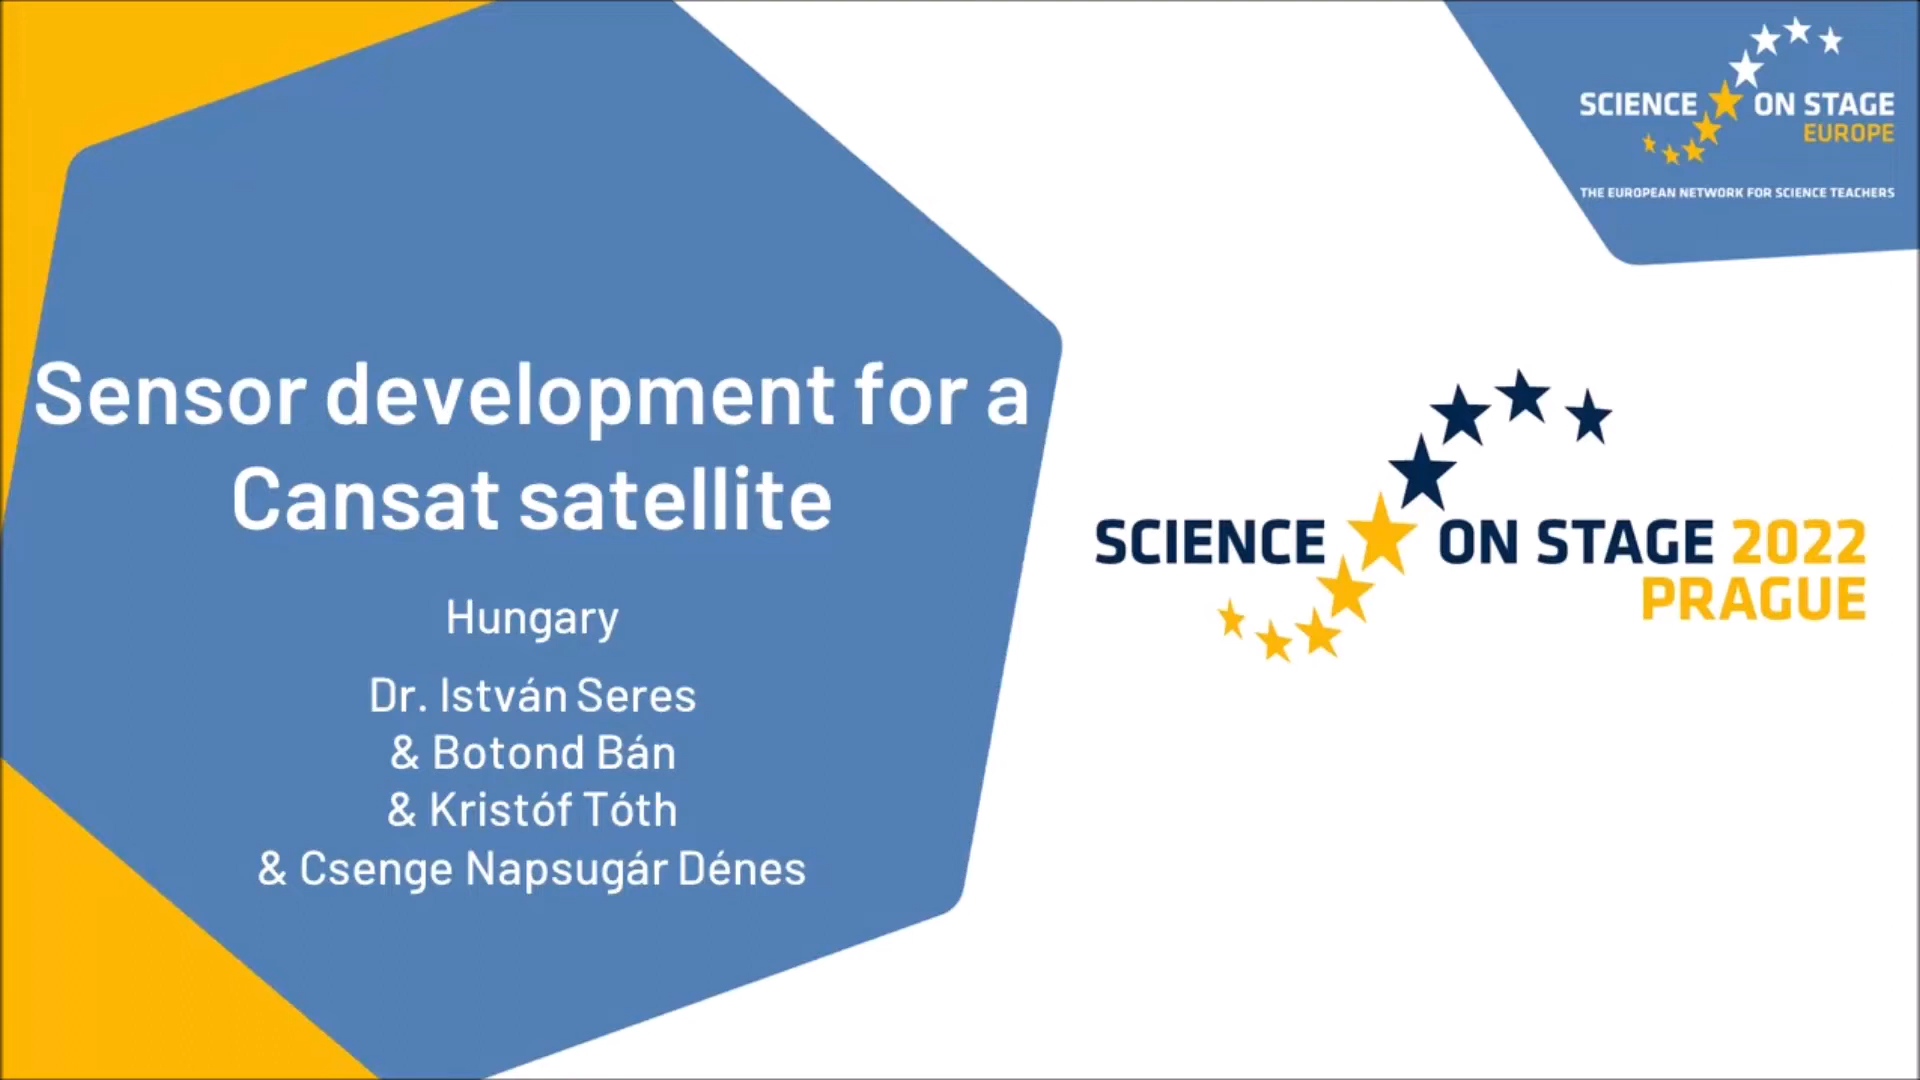 SCIENCE ON STAGE
EUROPE
THE EUROPEAN NETWORK FOR SCIENCE TEACHERS
Sensor development for a
Cansat satellite
Hungary
Dr. István Seres
& Botond Bán
& Kristóf Tóth
& Csenge Napsugár Dénes
SCIENCE ON STAGE 2022
PRAGUE